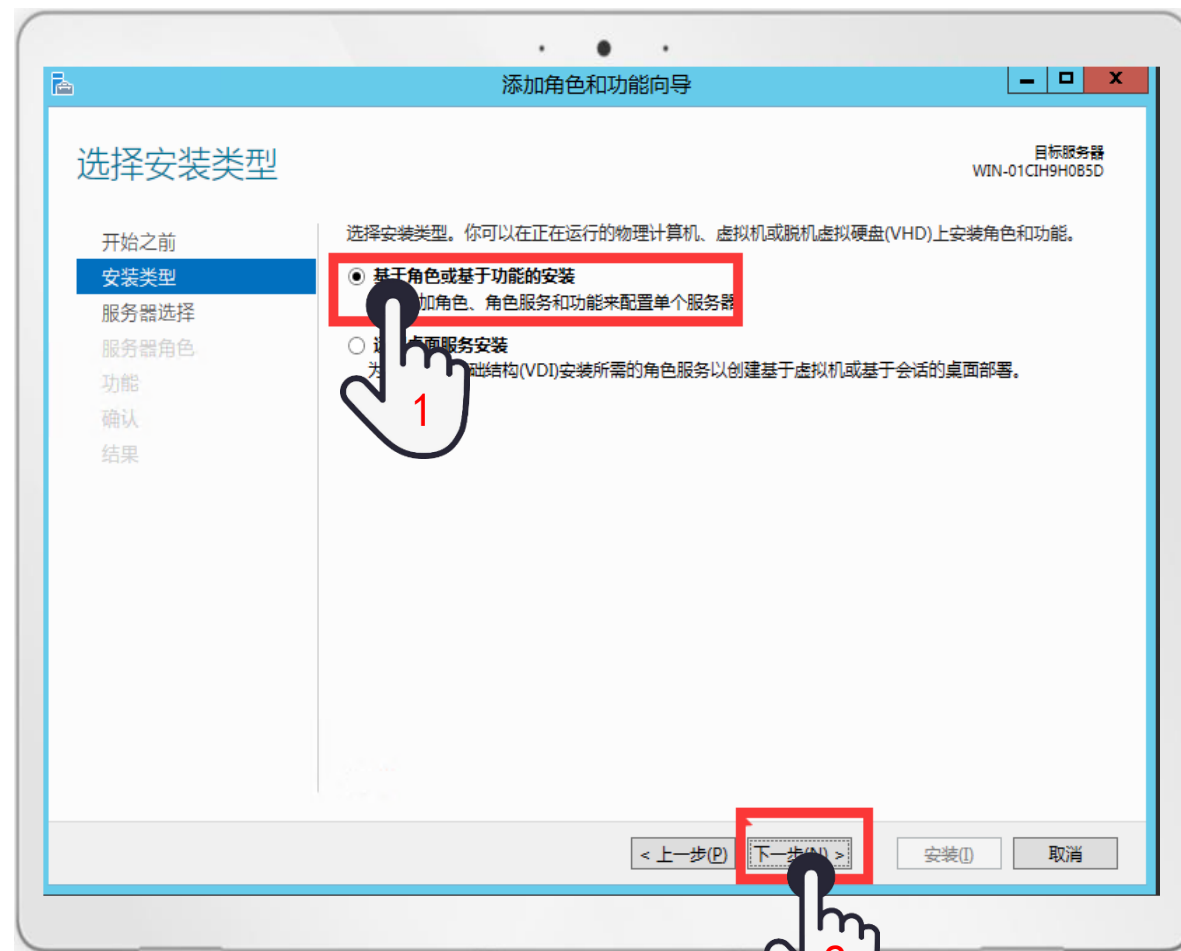 添加角色和功能向导
选择安装类型
目标服务器
WIN-01CIH9H0B5D
开始之前
安装类型
服务器选择
服务器角色
功能
确认
结果
选择安装类型。你可以在正在运行的物理计算机、虚拟机或脱机虚拟硬盘(VHD)上安装角色和功能。
基于角色或基于功能的安装
加角色、角色服务和功能来配置单个服务器
桌面服务安装
为 础结构(VDI)安装所需的角色服务以创建基于虚拟机或基于会话的桌面部署。
1
< 上一步(P)
下一步(N) >
安装(I)
取消